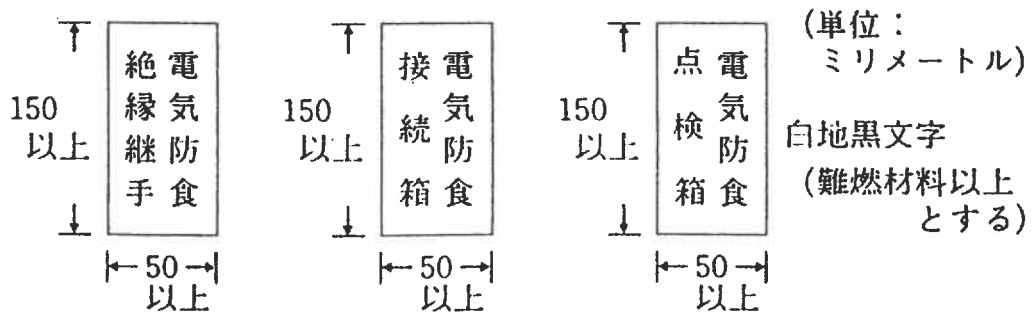 電気防食
絶縁継手
150
以上
50
以上
電気防食
接続箱
150
以上
50
以上
電気防食
点検箱
150
以上
50
以上
(単位:
ミリメートル)
白地黒文字
(難燃材料以上
とする)